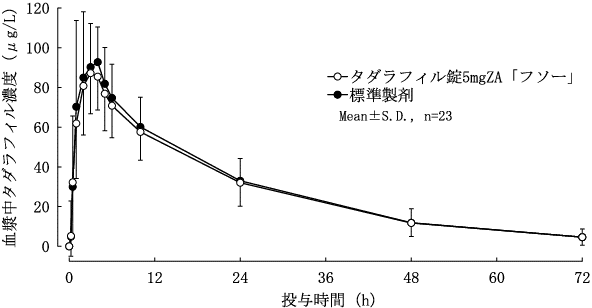 血漿中タダラフィル濃度 (μg/L)
120
100
80
60
40
20
0
タダラフィル錠5mgZA「フソー」
標準製剤
Mean±S.D., n=23
0 12 24 36 48 60 72
投与時間 (h)